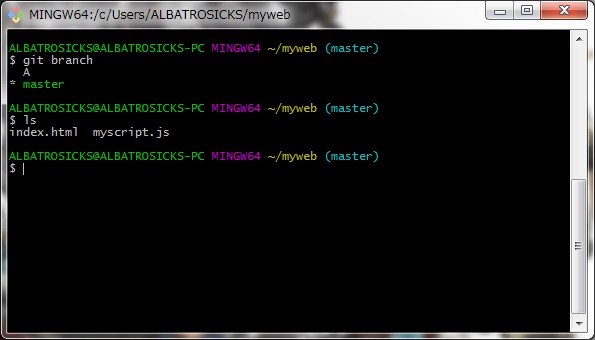 MINGW64:/c/Users/ALBATROSICKS/myweb
ALBATROSICKS@ALBATROSICKS-PC MINGW64 ~/myweb (master)
$ git branch
  A
* master
ALBATROSICKS@ALBATROSICKS-PC MINGW64 ~/myweb (master)
$ ls
index.html  myscript.js
ALBATROSICKS@ALBATROSICKS-PC MINGW64 ~/myweb (master)
$